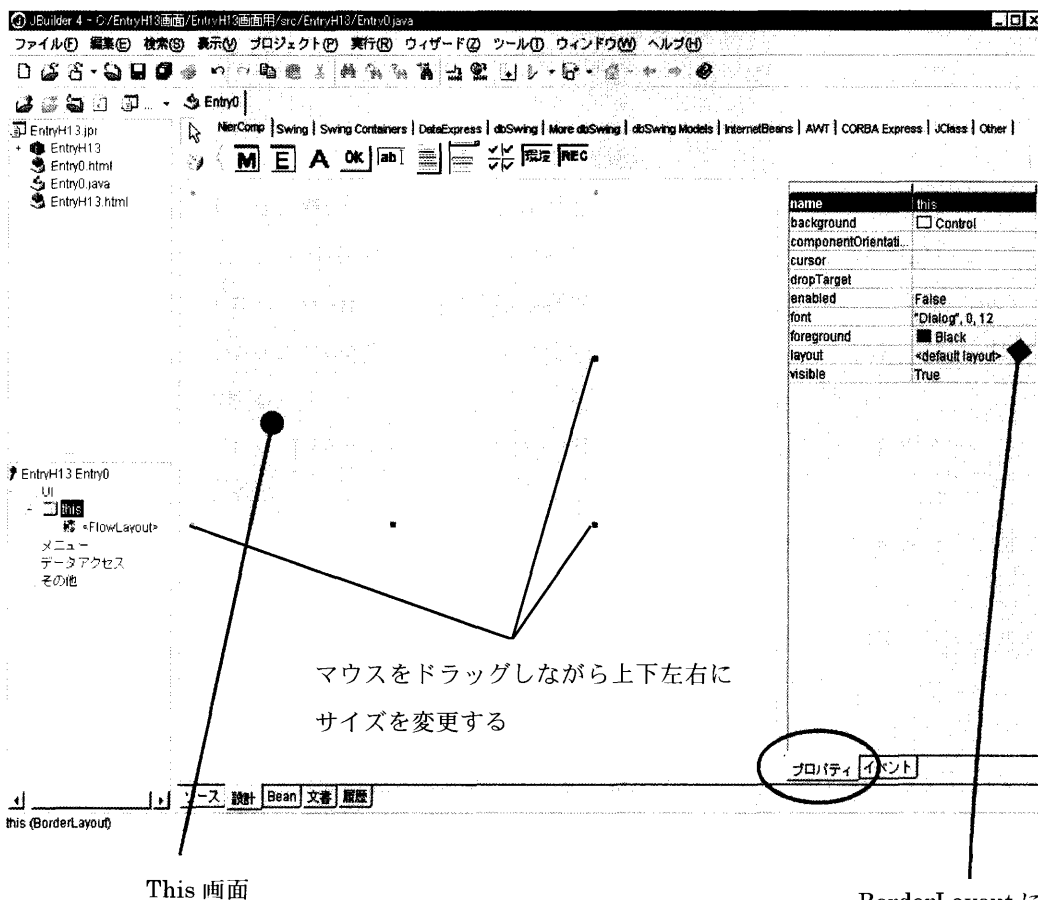 JBuilder 4 - C:/EntryH13画面/EntryH13画面用/src/EntryH13/Entry0.java
ファイル(F) 編集(E) 検索(S) 表示(V) プロジェクト(P) 実行(R) ウィザード(Z) ツール(T) ウィンドウ(W) ヘルプ(H)
Entry0
EntryH13.jpr
EntryH13
Entry0.html
Entry0.java
EntryH13.html
NierComp Swing Swing Containers DataExpress dbSwing More dbSwing dbSwing Models InternetBeans AWT CORBA Express JClass Other
M E A OK ab 環境 REC
name this
background Control
componentOrientati...
cursor
dropTarget
enabled False
font "Dialog", 0, 12
foreground Black
layout <default layout>
visible True
EntryH13 Entry0
UI
this
<FlowLayout>
メニュー
データアクセス
その他
マウスをドラッグしながら上下左右に
サイズを変更する
プロパティ イベント
ソース 設計 Bean 文書 履歴
this (BorderLayout)
This 画面
BorderLayout に